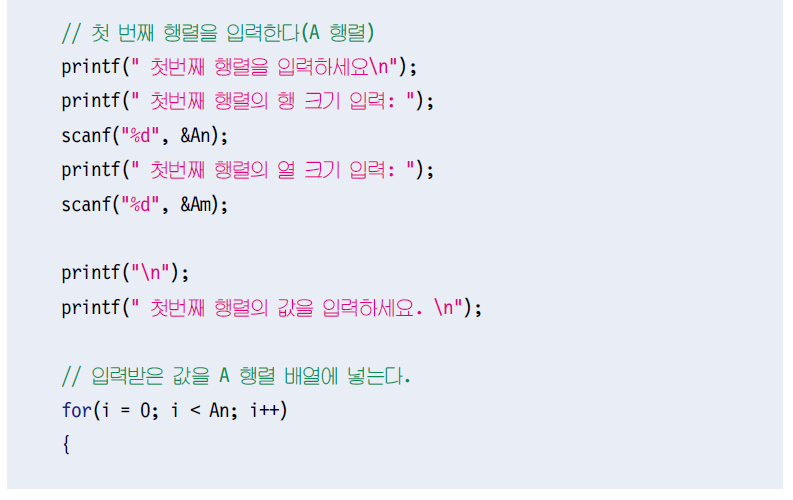 // 첫 번째 행렬을 입력한다(A 행렬)
printf(" 첫번째 행렬을 입력하세요\n");
printf(" 첫번째 행렬의 행 크기 입력: ");
scanf("%d", &An);
printf(" 첫번째 행렬의 열 크기 입력: ");
scanf("%d", &Am);
printf("\n");
printf(" 첫번째 행렬의 값을 입력하세요. \n");
// 입력받은 값을 A 행렬 배열에 넣는다.
for(i = 0; i < An; i++)
{